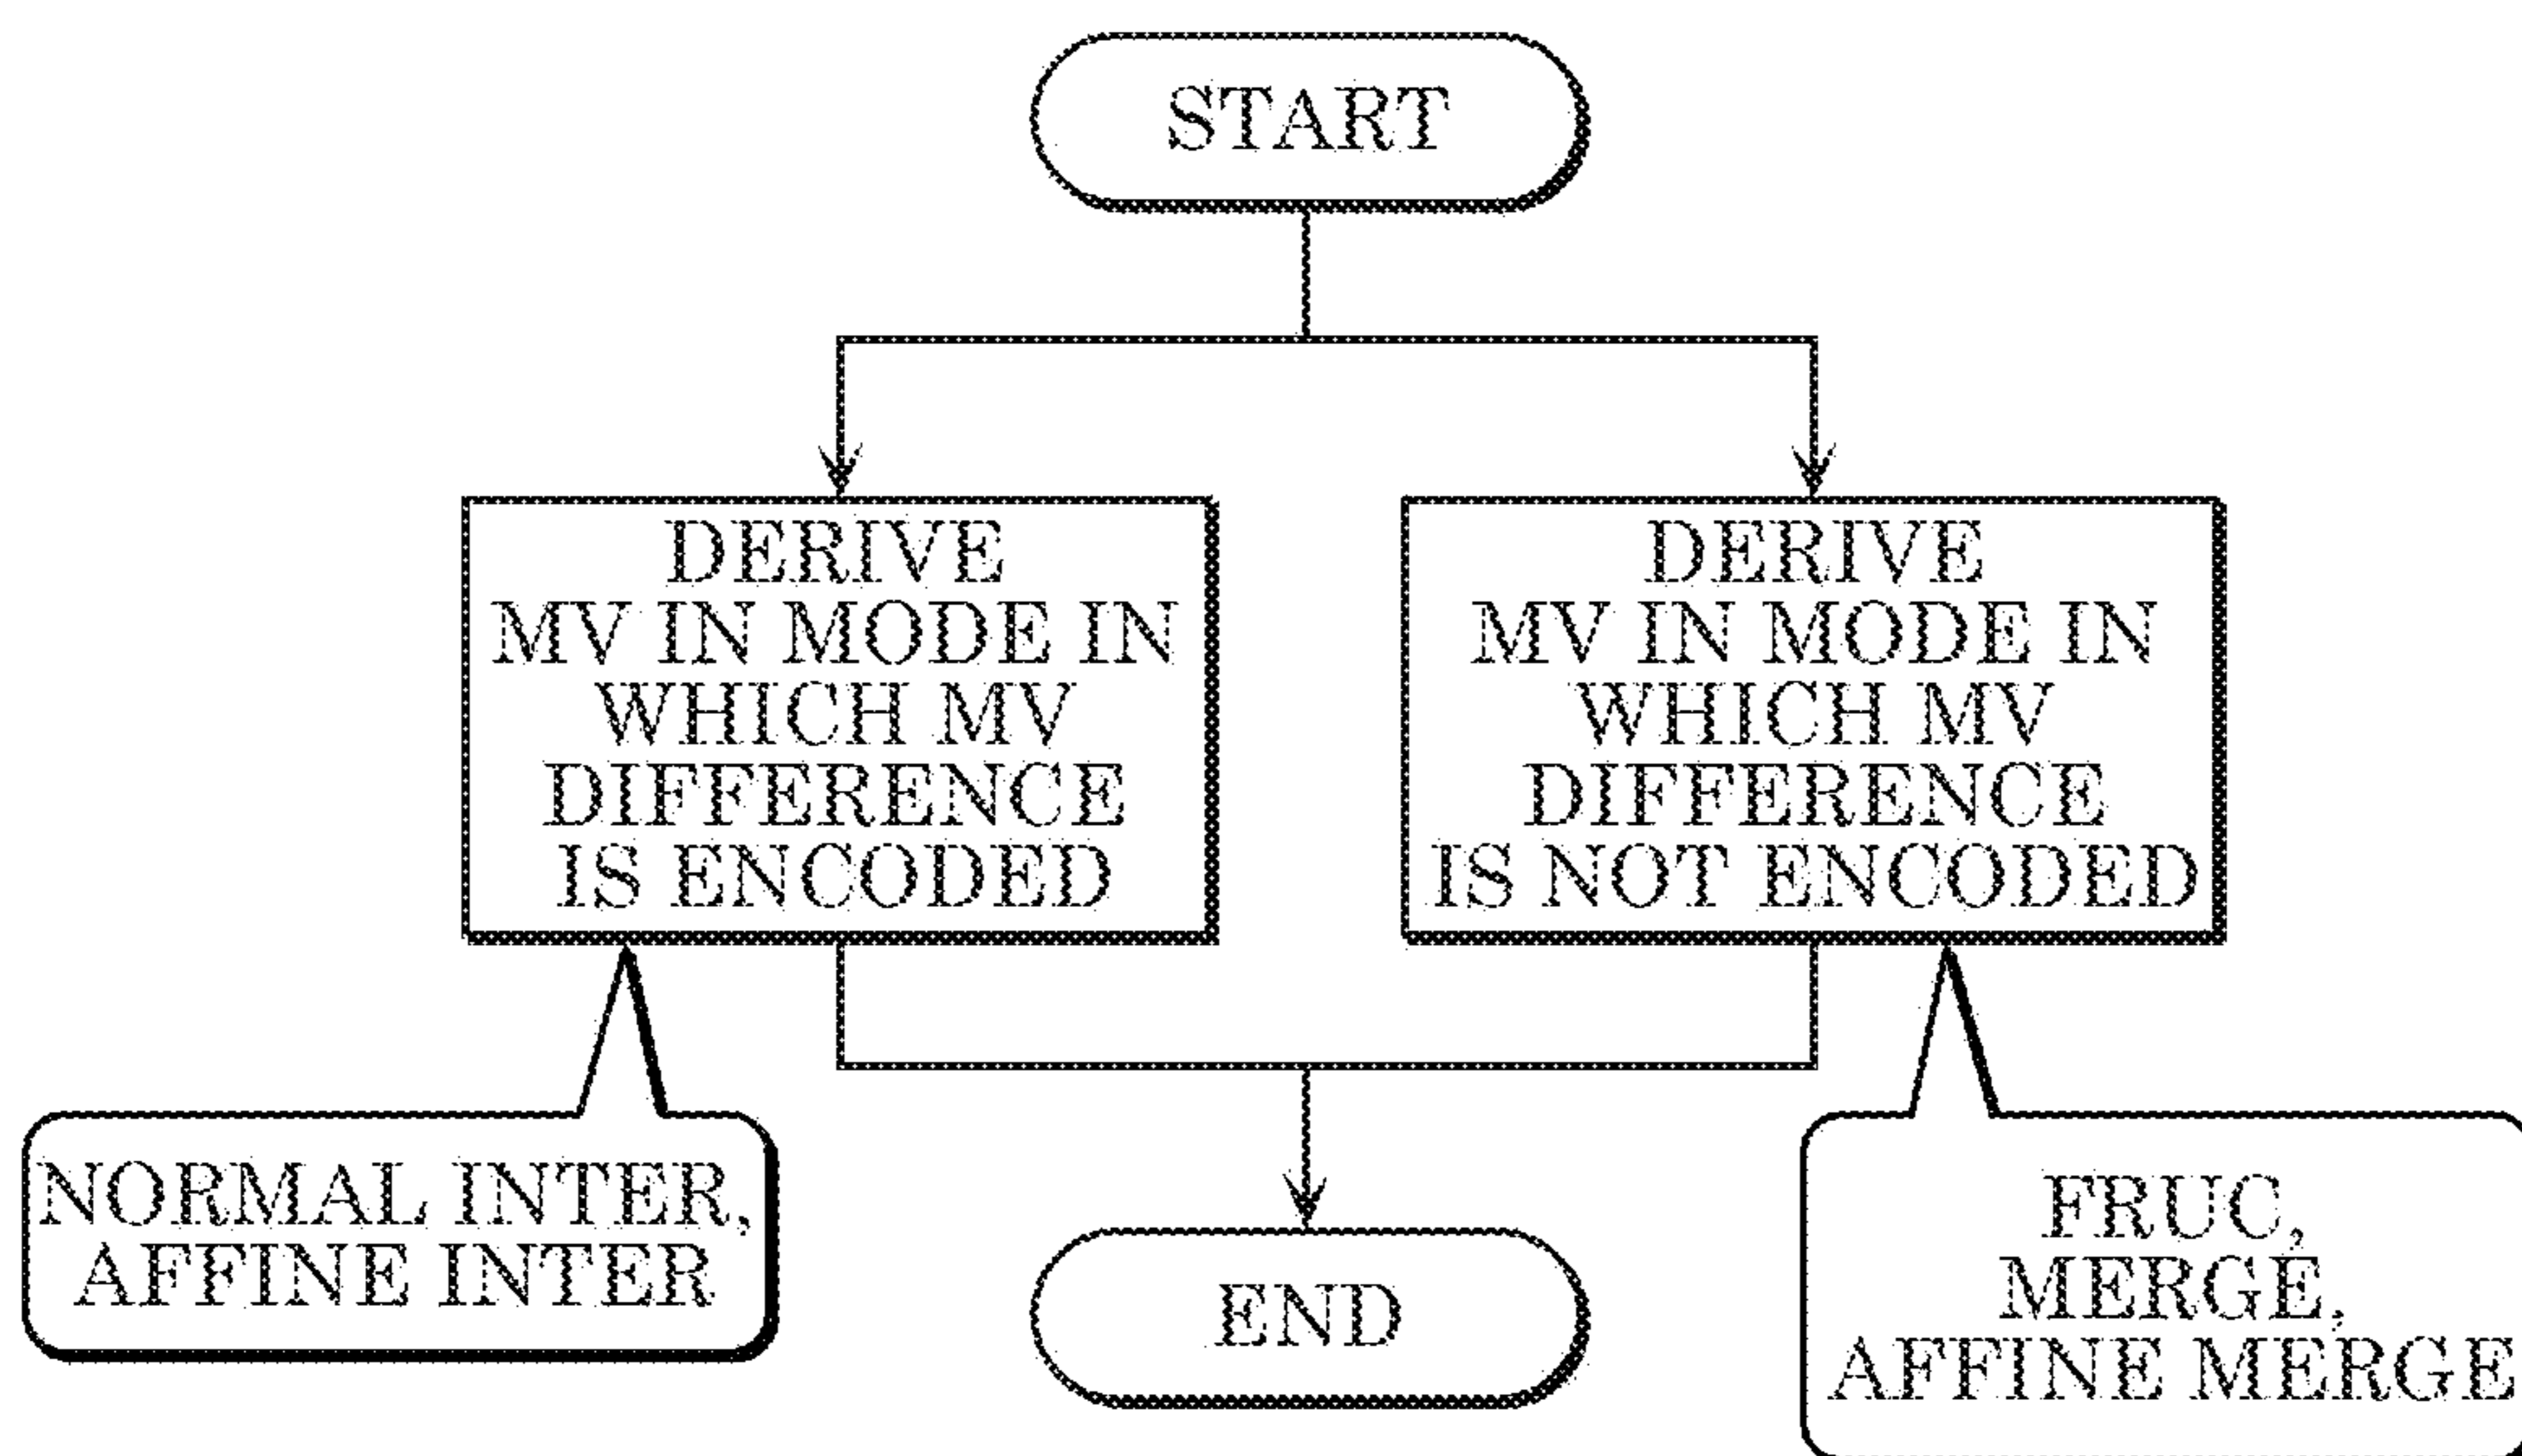 START
DERIVE
MV IN MODE IN
WHICH MV
DIFFERENCE
IS ENCODED
DERIVE
MV IN MODE IN
WHICH MV
DIFFERENCE
IS NOT ENCODED
NORMAL INTER,
AFFINE INTER
END
FRUC,
MERGE,
AFFINE MERGE